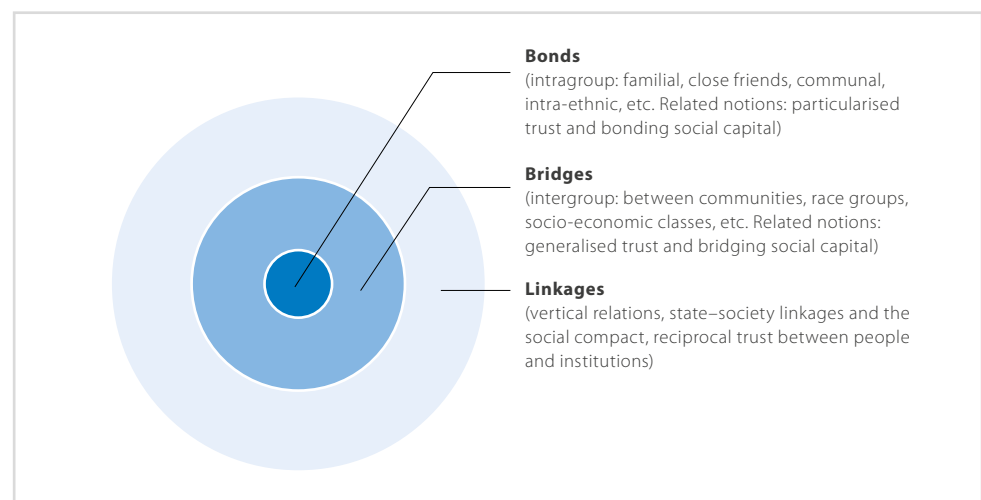 Bonds
(intragroup: familial, close friends, communal,
intra-ethnic, etc. Related notions: particularised
trust and bonding social capital)
Bridges
(intergroup: between communities, race groups,
socio-economic classes, etc. Related notions:
generalised trust and bridging social capital)
Linkages
(vertical relations, state–society linkages and the
social compact, reciprocal trust between people
and institutions)